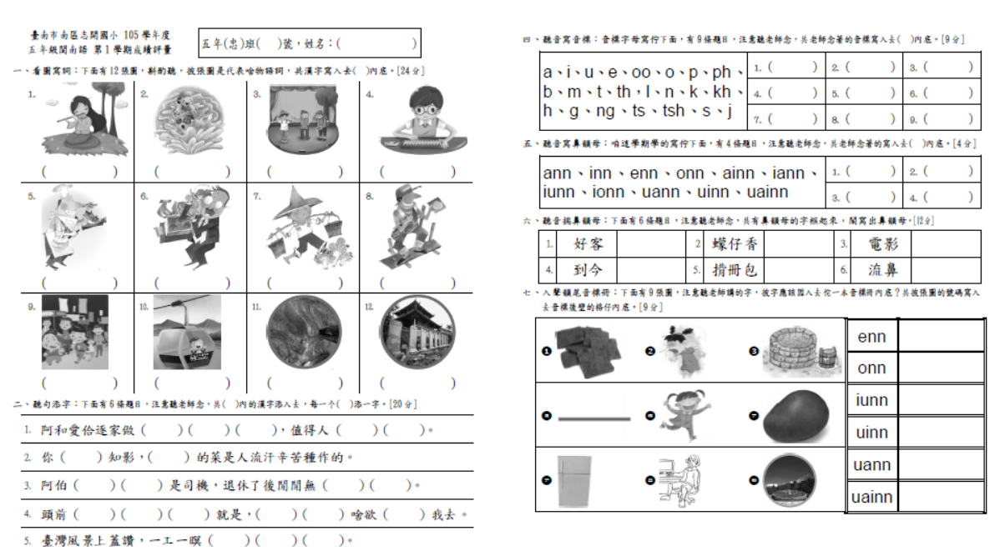 臺南市南區志開國小 105 學年度
五年級閩南語 第1學期成績評量
五年(忠)班( )號,姓名:( )
一、看圖寫詞:下面有12張圖,斟酌聽,彼張圖是代表啥物語詞,共漢字寫入去( )內底。[24分]
1. 2. 3. 4.
( ) ( ) ( ) ( )
5. 6. 7. 8.
( ) ( ) ( ) ( )
9. 10. 11. 12.
( ) ( ) ( ) ( )
二、聽句添字:下面有6條題目,注意聽老師念,共( )內的漢字添入去,每一个( )添一字。[20分]
1. 阿和愛佮逐家做( )( )( ),值得人( )( )。
2. 你( )知影,( )的菜是人流汗辛苦種作的。
3. 阿伯( )( )是司機,退休了後閒閒無( )( )。
4. 頭前( )( )( )就是,( )( )啥欲( )我去。
5. 臺灣風景上蓋讚,一工一暝( )( )( )。
四、聽音寫音標:音標字母寫佇下面,有9條題目,注意聽老師念,共老師念著的音標寫入去( )內底。[9分]
a、i、u、e、oo、o、p、ph、
b、m、t、th,l、n、k、kh、
h、g、ng、ts、tsh、s、j
1. ( ) 2. ( ) 3. ( )
4. ( ) 5. ( ) 6. ( )
7. ( ) 8. ( ) 9. ( )
五、聽音寫鼻韻母:咱這學期學的寫佇下面,有4條題目,注意聽老師念,共老師念著的寫入去( )內底。[4分]
ann、inn、enn、onn、ainn、iann、
iunn、ionn、uann、uinn、uainn
1. ( ) 2. ( )
3. ( ) 4. ( )
六、聽音揣鼻韻母:下面有6條題目,注意聽老師念,共有鼻韻母的字框起來,閣寫出鼻韻母。[12分]
1. 好客 2 蠓仔香 3. 電影
4. 到今 5. 揹冊包 6. 流鼻
七、入聲韻尾音標冊:下面有9張圖,注意聽老師講的字,彼字應該囥入去佗一本音標冊內底?共彼張圖的號碼寫入
去音標後壁的格仔內底。[9分]
❶ ❷ ❸
enn
onn
iunn
uinn
uann
uainn